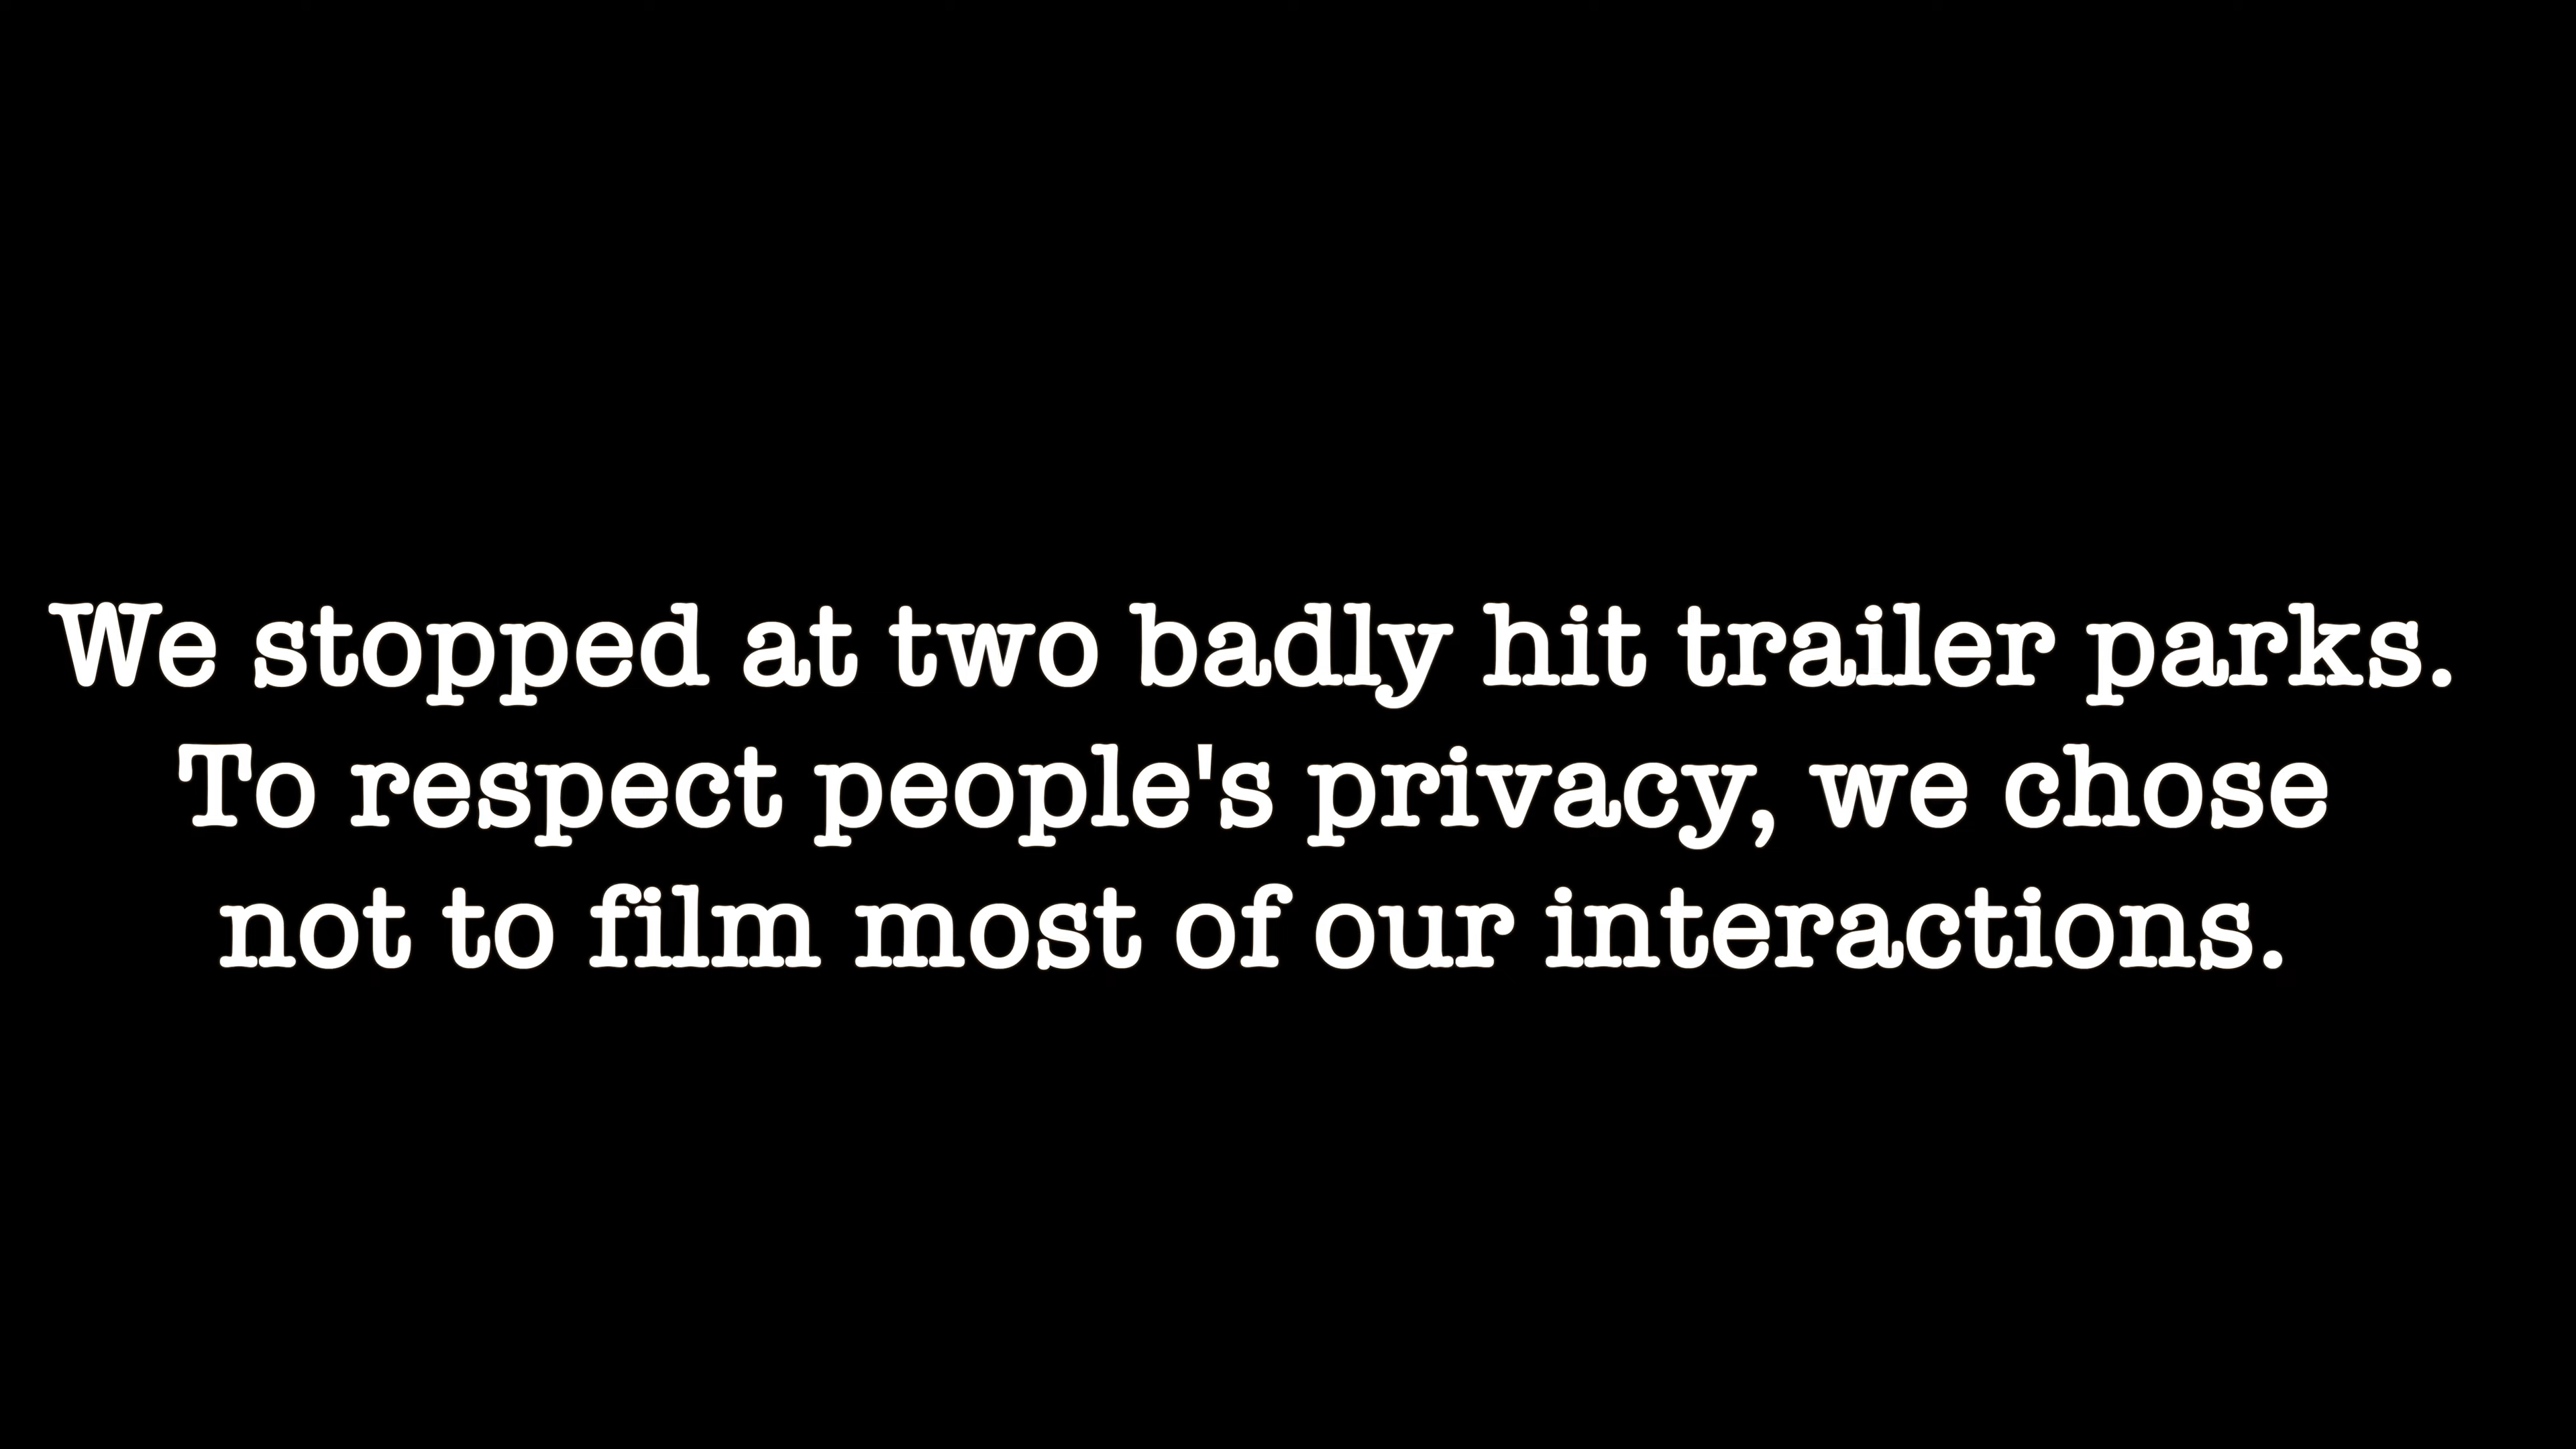 We stopped at two badly hit trailer parks.
To respect people's privacy, we chose
not to film most of our interactions.